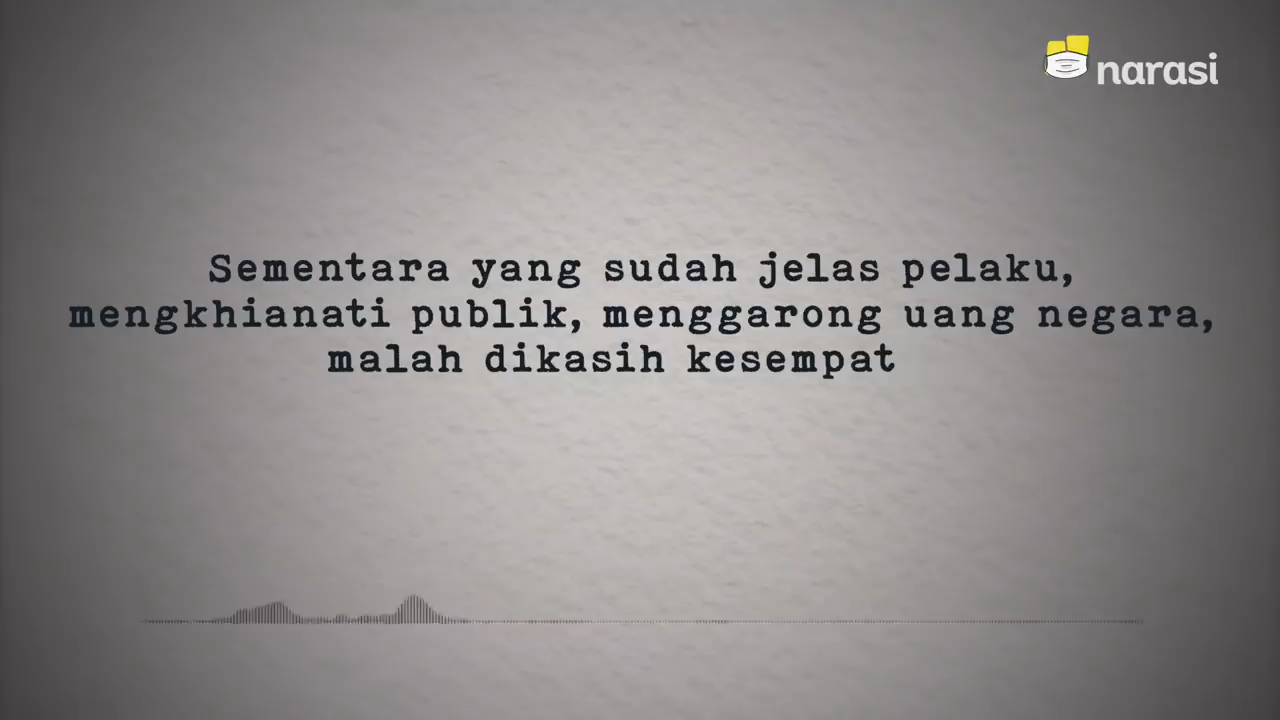 narasi
Sementara yang sudah jelas pelaku,
mengkhianati publik, menggarong uang negara,
malah dikasih kesempat